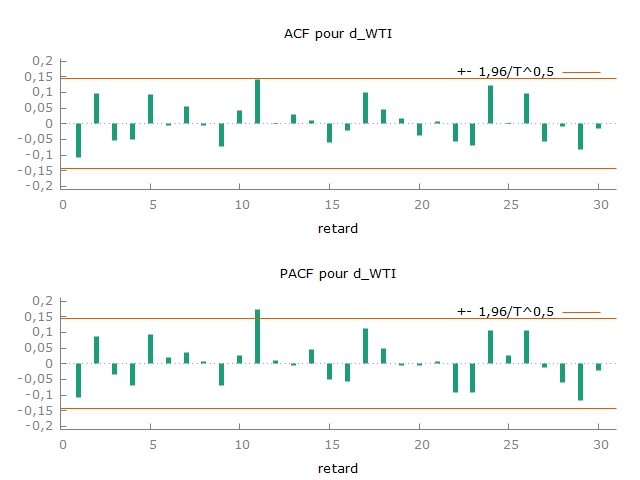 ACF pour d_WTI
+- 1,96/T^0,5
0,2
0,15
0,1
0,05
0
-0,05
-0,1
-0,15
-0,2
0 5 10 15 20 25 30
retard
PACF pour d_WTI
+- 1,96/T^0,5
0,2
0,15
0,1
0,05
0
-0,05
-0,1
-0,15
-0,2
0 5 10 15 20 25 30
retard